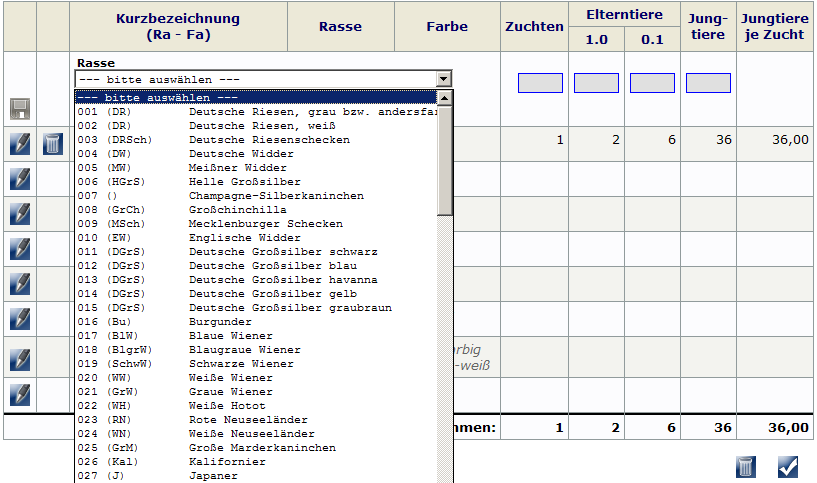 Kurzbezeichnung
(Ra - Fa)
Rasse
Farbe
Zuchten
Elterntiere
1.0
0.1
Jung-
tiere
Jungtiere
je Zucht
Rasse
--- bitte auswählen ---
--- bitte auswählen ---
001 (DR) Deutsche Riesen, grau bzw. andersfar
002 (DR) Deutsche Riesen, weiß
003 (DRSch) Deutsche Riesenschecken
004 (DW) Deutsche Widder
005 (MW) Meißner Widder
006 (HGrS) Helle Großsilber
007 () Champagne-Silberkaninchen
008 (GrCh) Großchinchilla
009 (MSch) Mecklenburger Schecken
010 (EW) Englische Widder
011 (DGrS) Deutsche Großsilber schwarz
012 (DGrS) Deutsche Großsilber blau
013 (DGrS) Deutsche Großsilber havanna
014 (DGrS) Deutsche Großsilber gelb
015 (DGrS) Deutsche Großsilber graubraun
016 (Bu) Burgunder
017 (BlW) Blaue Wiener
018 (BlgrW) Blaugraue Wiener
019 (SchwW) Schwarze Wiener
020 (WW) Weiße Wiener
021 (GrW) Graue Wiener
022 (WH) Weiße Hotot
023 (RN) Rote Neuseeländer
024 (WN) Weiße Neuseeländer
025 (GrM) Große Marderkaninchen
026 (Kal) Kalifornier
027 (J) Japaner
1 2 6 36 36,00
rbig
-weiß
mmen: 1 2 6 36 36,00